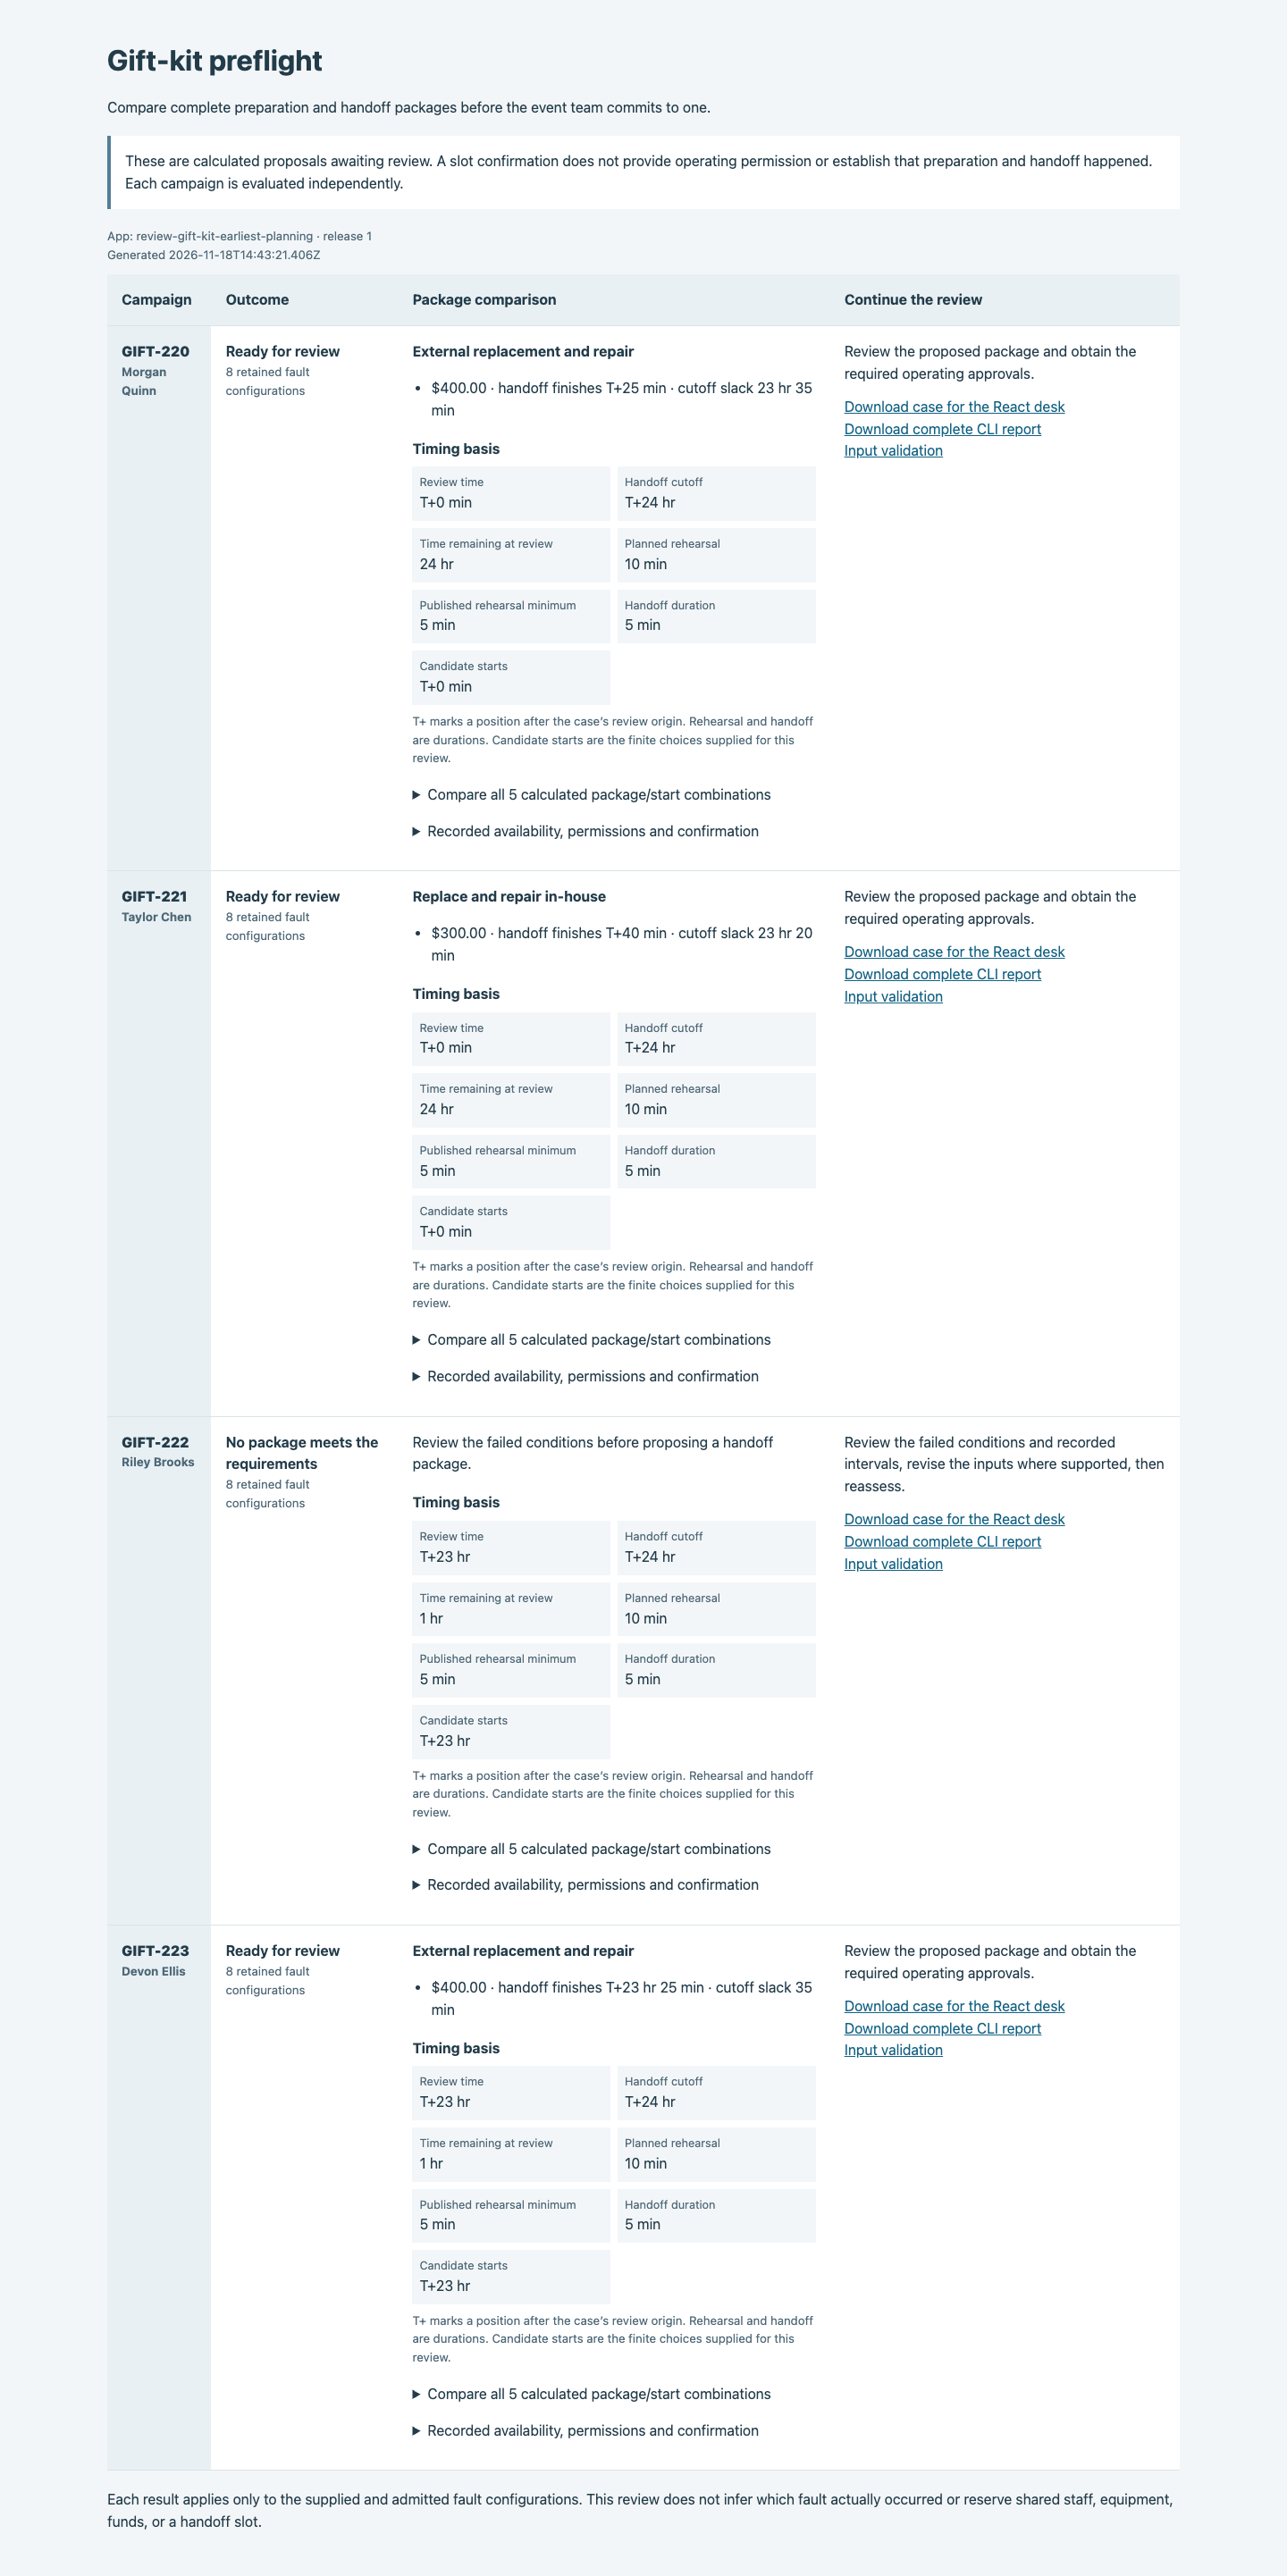 Gift-kit preflight
Compare complete preparation and handoff packages before the event team commits to one.
These are calculated proposals awaiting review. A slot confirmation does not provide operating permission or establish that preparation and handoff happened.
Each campaign is evaluated independently.
App: review-gift-kit-earliest-planning · release 1
Generated 2026-11-18T14:43:21.406Z
Campaign Outcome Package comparison Continue the review
GIFT-220
Morgan
Quinn
Ready for review
8 retained fault
configurations
External replacement and repair
• $400.00 · handoff finishes T+25 min · cutoff slack 23 hr 35
min
Timing basis
Review time
T+0 min
Handoff cutoff
T+24 hr
Time remaining at review
24 hr
Planned rehearsal
10 min
Published rehearsal minimum
5 min
Handoff duration
5 min
Candidate starts
T+0 min
T+ marks a position after the case's review origin. Rehearsal and handoff
are durations. Candidate starts are the finite choices supplied for this
review.
▶ Compare all 5 calculated package/start combinations
▶ Recorded availability, permissions and confirmation
Review the proposed package and obtain the
required operating approvals.
Download case for the React desk
Download complete CLI report
Input validation
GIFT-221
Taylor Chen
Ready for review
8 retained fault
configurations
Replace and repair in-house
• $300.00 · handoff finishes T+40 min · cutoff slack 23 hr 20
min
Timing basis
Review time
T+0 min
Handoff cutoff
T+24 hr
Time remaining at review
24 hr
Planned rehearsal
10 min
Published rehearsal minimum
5 min
Handoff duration
5 min
Candidate starts
T+0 min
T+ marks a position after the case's review origin. Rehearsal and handoff
are durations. Candidate starts are the finite choices supplied for this
review.
▶ Compare all 5 calculated package/start combinations
▶ Recorded availability, permissions and confirmation
Review the proposed package and obtain the
required operating approvals.
Download case for the React desk
Download complete CLI report
Input validation
GIFT-222
Riley Brooks
No package meets the
requirements
8 retained fault
configurations
Review the failed conditions before proposing a handoff
package.
Timing basis
Review time
T+23 hr
Handoff cutoff
T+24 hr
Time remaining at review
1 hr
Planned rehearsal
10 min
Published rehearsal minimum
5 min
Handoff duration
5 min
Candidate starts
T+23 hr
T+ marks a position after the case's review origin. Rehearsal and handoff
are durations. Candidate starts are the finite choices supplied for this
review.
▶ Compare all 5 calculated package/start combinations
▶ Recorded availability, permissions and confirmation
Review the failed conditions and recorded
intervals, revise the inputs where supported, then
reassess.
Download case for the React desk
Download complete CLI report
Input validation
GIFT-223
Devon Ellis
Ready for review
8 retained fault
configurations
External replacement and repair
• $400.00 · handoff finishes T+23 hr 25 min · cutoff slack 35
min
Timing basis
Review time
T+23 hr
Handoff cutoff
T+24 hr
Time remaining at review
1 hr
Planned rehearsal
10 min
Published rehearsal minimum
5 min
Handoff duration
5 min
Candidate starts
T+23 hr
T+ marks a position after the case's review origin. Rehearsal and handoff
are durations. Candidate starts are the finite choices supplied for this
review.
▶ Compare all 5 calculated package/start combinations
▶ Recorded availability, permissions and confirmation
Review the proposed package and obtain the
required operating approvals.
Download case for the React desk
Download complete CLI report
Input validation
Each result applies only to the supplied and admitted fault configurations. This review does not infer which fault actually occurred or reserve shared staff, equipment,
funds, or a handoff slot.